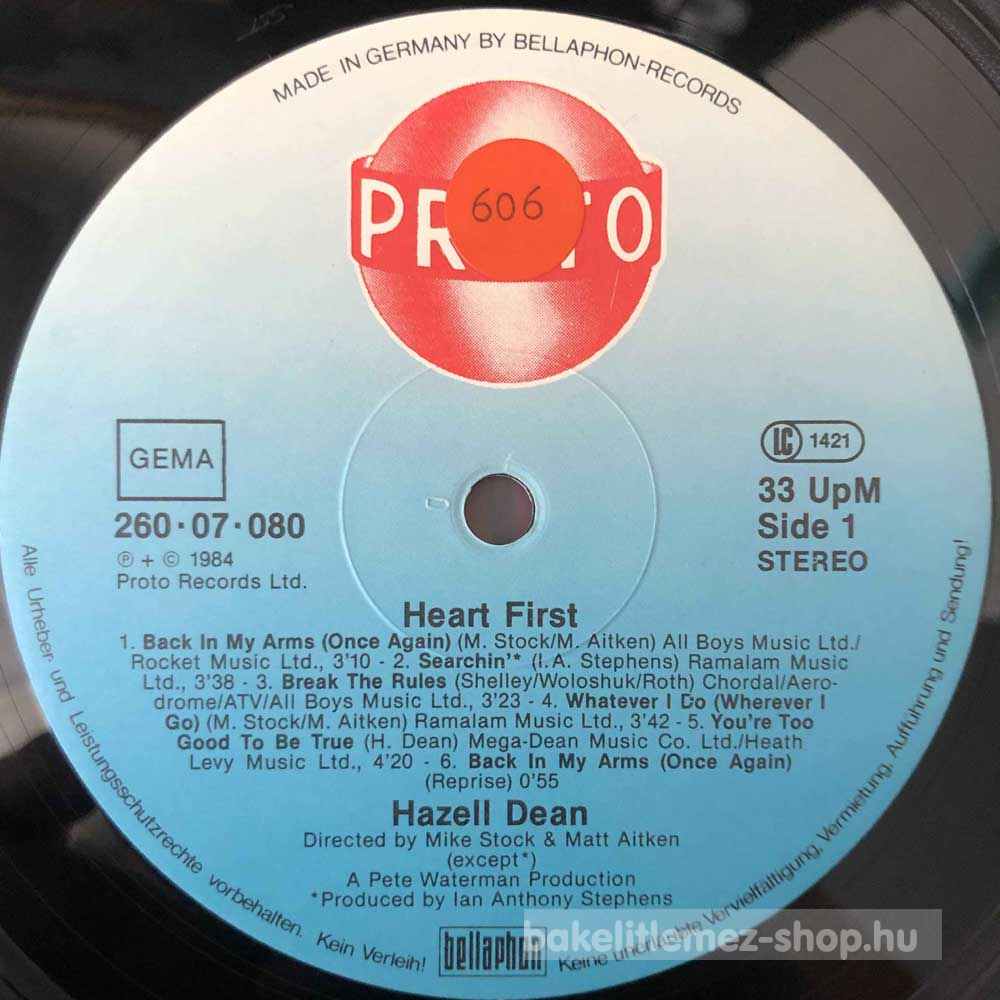 MADE IN GERMANY BY BELLAPHON-RECORDS
PR TO
606
GEMA
LC 1421
260·07·080
33 UpM
Side 1
STEREO
Ⓟ + © 1984
Proto Records Ltd.
Heart First
1. Back In My Arms (Once Again) (M. Stock/M. Aitken) All Boys Music Ltd./
Rocket Music Ltd., 3'10 - 2. Searchin'* (I.A. Stephens) Ramalam Music
Ltd., 3'38 - 3. Break The Rules (Shelley/Woloshuk/Roth) Chordal/Aero-
drome/ATV/All Boys Music Ltd., 3'23 - 4. Whatever I Do (Wherever I
Go) (M. Stock/M. Aitken) Ramalam Music Ltd., 3'42 - 5. You're Too
Good To Be True (H. Dean) Mega-Dean Music Co. Ltd./Heath
Levy Music Ltd., 4'20 - 6. Back In My Arms (Once Again)
(Reprise) 0'55
Hazell Dean
Directed by Mike Stock & Matt Aitken
(except*)
A Pete Waterman Production
*Produced by Ian Anthony Stephens
bellaphon
Alle Urheber- und Leistungsschutzrechte vorbehalten. Kein Verleih! Keine unerlaubte Vervielfältigung, Vermietung, Aufführung und Sendung!
bakelitlemez-shop.hu